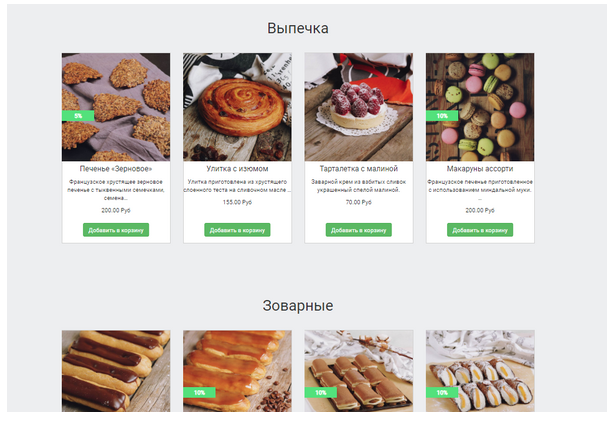 Выпечка
5%
10%
Печенье «Зерновое»
Улитка с изюмом
Тарталетка с малиной
Макаруны ассорти
Французское хрустящее зерновое
печенье с тыквенными семечками,
семена...
Улитка приготовлена из хрустящего
слоенного теста на сливочном масле ...
Заварной крем из взбитых сливок
украшенный спелой малиной.
Французское печенье приготовленное
с использованием миндальной муки.
...
200.00 Руб
155.00 Руб
70.00 Руб
200.00 Руб
Добавить в корзину
Добавить в корзину
Добавить в корзину
Добавить в корзину
Зоварные
10%
10%
10%